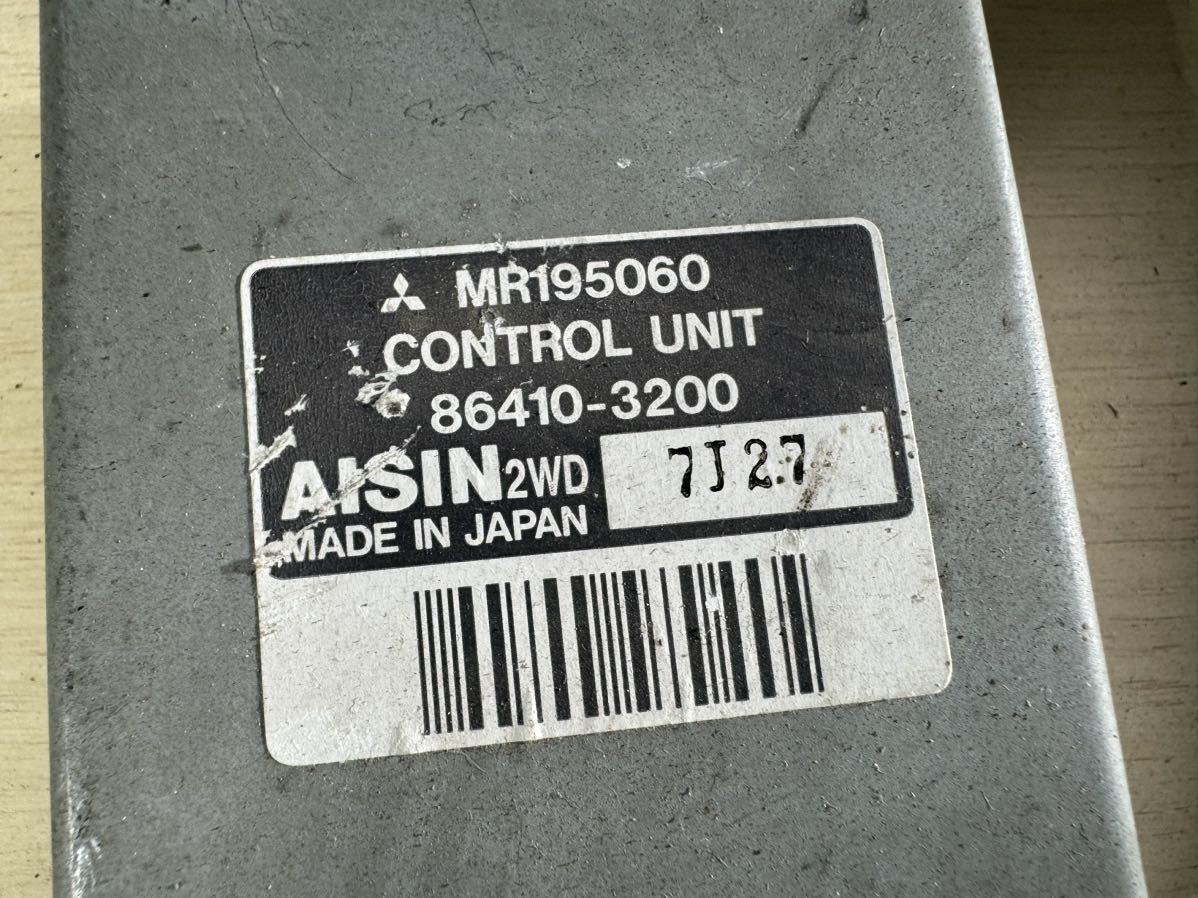 MR195060
CONTROL UNIT
86410-3200
AISIN 2WD 7J27
MADE IN JAPAN